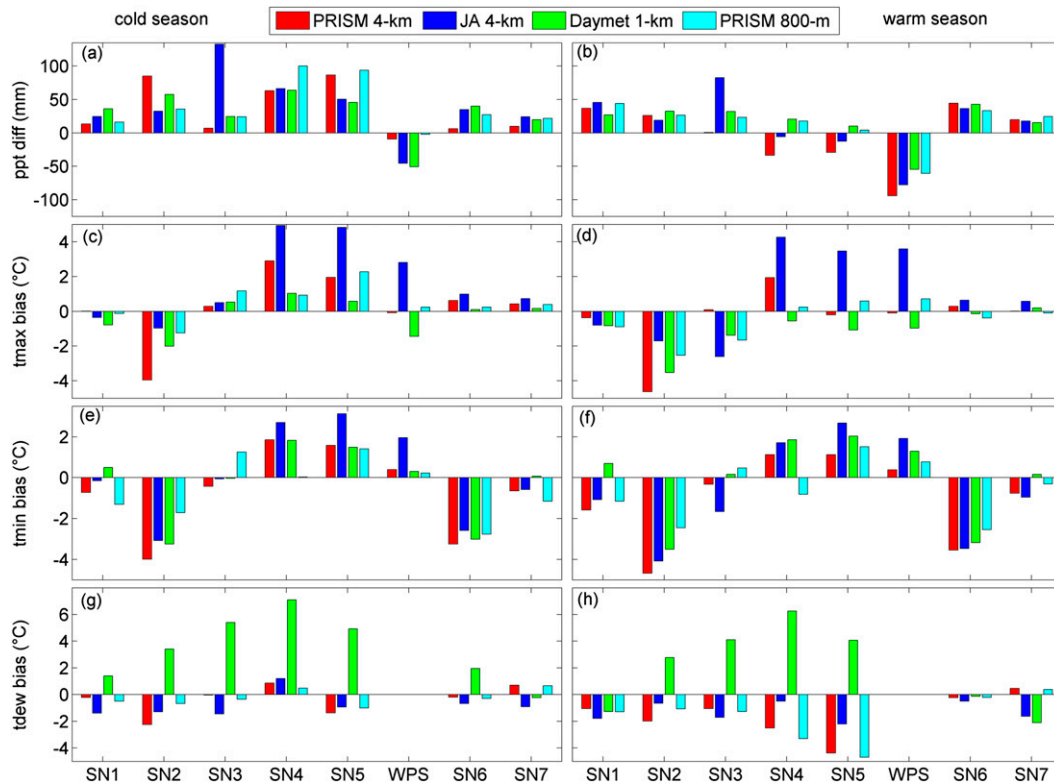 cold season
PRISM 4-km JA 4-km Daymet 1-km PRISM 800-m
warm season
(a) (b)
ppt diff (mm)
100
50
0
-50
-100
(c) (d)
tmax bias (°C)
4
2
0
-2
-4
(e) (f)
tmin bias (°C)
2
0
-2
-4
(g) (h)
tdew bias (°C)
6
4
2
0
-2
-4
SN1 SN2 SN3 SN4 SN5 WPS SN6 SN7 SN1 SN2 SN3 SN4 SN5 WPS SN6 SN7